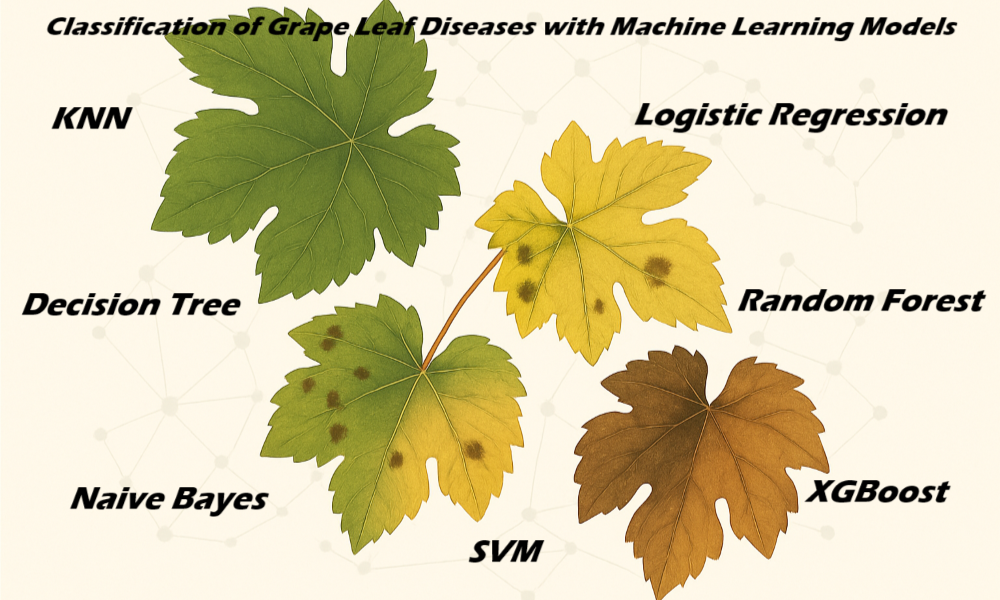 Classification of Grape Leaf Diseases with Machine Learning Models
KNN
Logistic Regression
Decision Tree
Random Forest
Naive Bayes
XGBoost
SVM